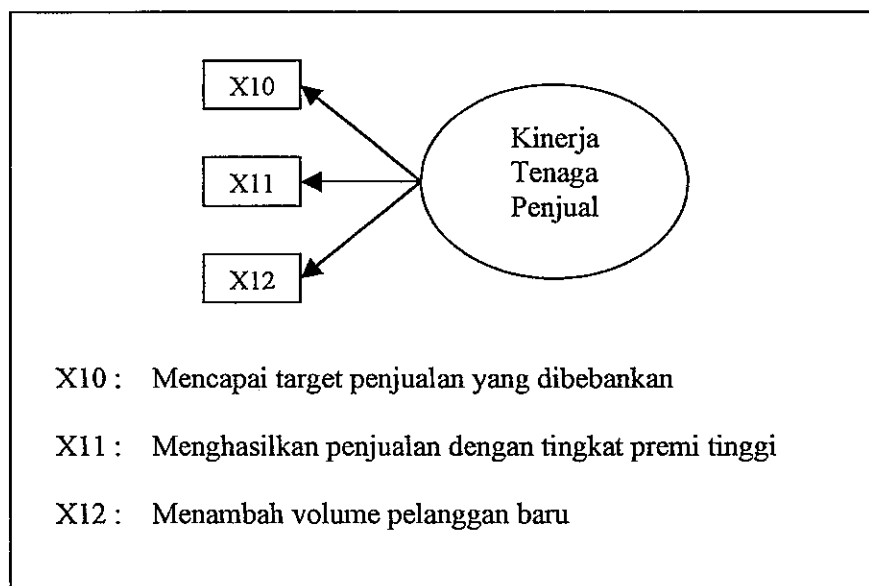 X10
X11
X12
Kinerja
Tenaga
Penjual
X10 : Mencapai target penjualan yang dibebankan
X11 : Menghasilkan penjualan dengan tingkat premi tinggi
X12 : Menambah volume pelanggan baru